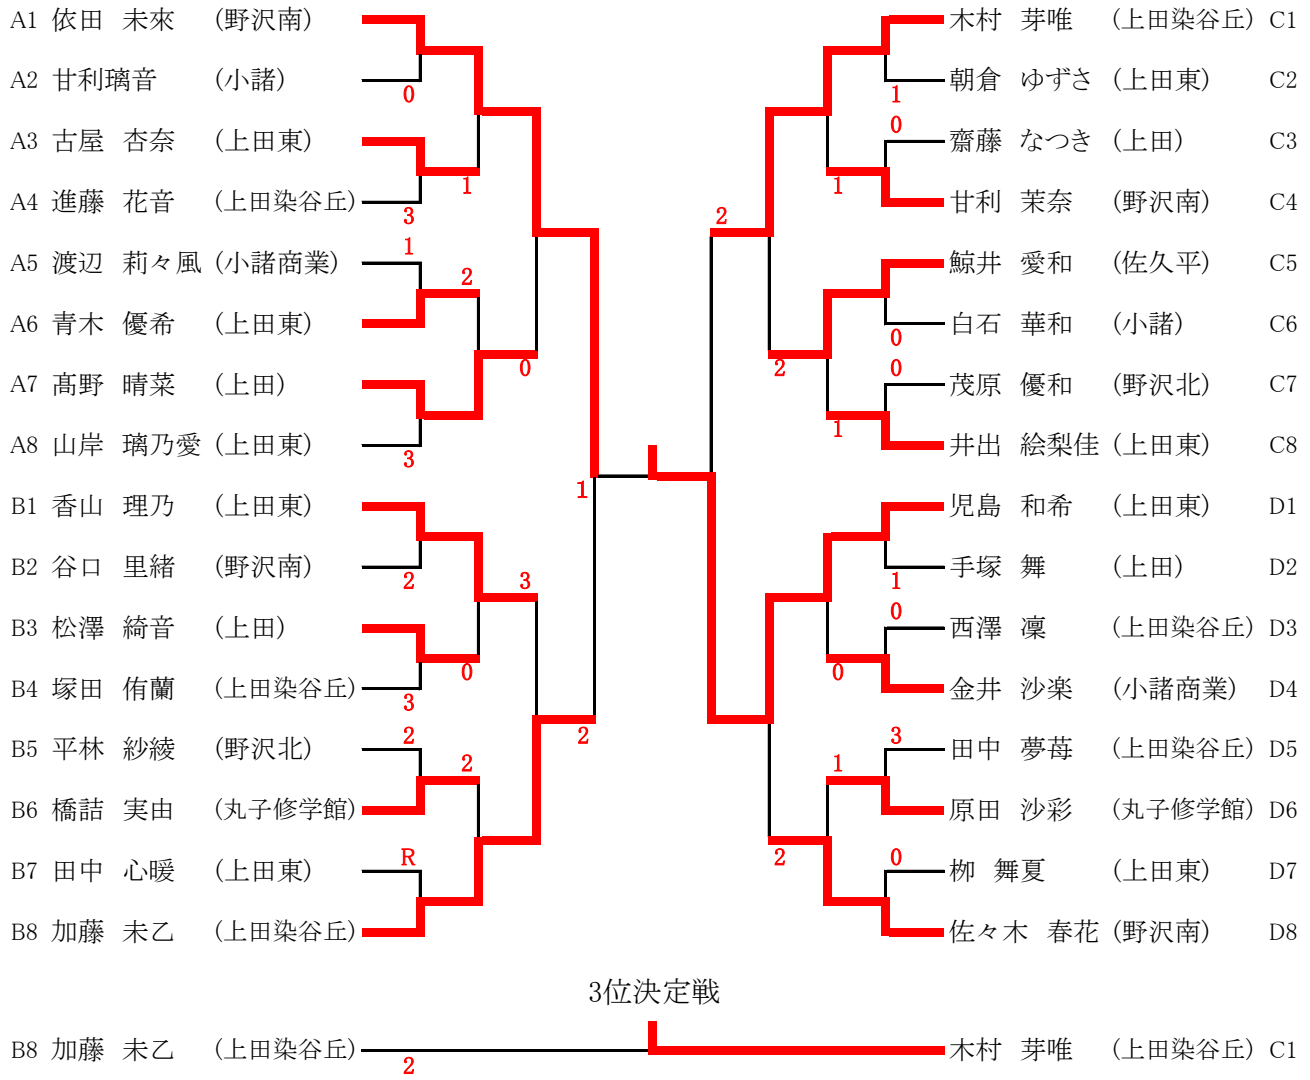 A1 依田 未來 (野沢南)
A2 甘利璃音 (小諸)
0
A3 古屋 杏奈 (上田東)
1
A4 進藤 花音 (上田染谷丘)
3
1
A5 渡辺 莉々風 (小諸商業)
2
A6 青木 優希 (上田東)
0
A7 髙野 晴菜 (上田)
A8 山岸 璃乃愛 (上田東)
3
1
B1 香山 理乃 (上田東)
B2 谷口 里緒 (野沢南)
2
3
B3 松澤 綺音 (上田)
0
B4 塚田 侑蘭 (上田染谷丘)
3
2
B5 平林 紗綾 (野沢北)
2
2
B6 橋詰 実由 (丸子修学館)
R
B7 田中 心暖 (上田東)
B8 加藤 未乙 (上田染谷丘)
木村 芽唯 (上田染谷丘) C1
朝倉 ゆずさ (上田東) C2
1
0
齋藤 なつき (上田) C3
1
甘利 茉奈 (野沢南) C4
2
鯨井 愛和 (佐久平) C5
白石 華和 (小諸) C6
0
2
0
茂原 優和 (野沢北) C7
1
井出 絵梨佳 (上田東) C8
児島 和希 (上田東) D1
手塚 舞 (上田) D2
1
0
西澤 凜 (上田染谷丘) D3
0
金井 沙楽 (小諸商業) D4
3
田中 夢苺 (上田染谷丘) D5
1
原田 沙彩 (丸子修学館) D6
2
0
栁 舞夏 (上田東) D7
佐々木 春花 (野沢南) D8
3位決定戦
B8 加藤 未乙 (上田染谷丘)
2
木村 芽唯 (上田染谷丘) C1